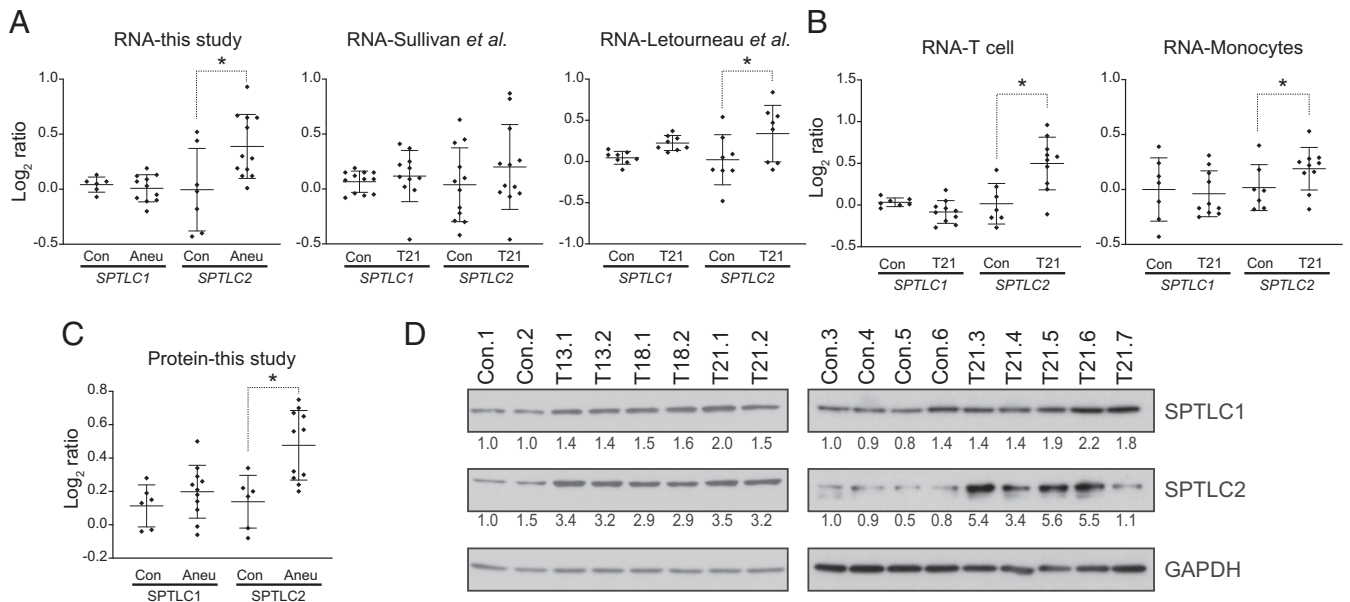 A
RNA-this study
RNA-Sullivan et al.
RNA-Letourneau et al.
Log2 ratio
1.0
0.5
0.0
-0.5
*
Con Aneu Con Aneu
SPTLC1 SPTLC2
1.0
0.5
0.0
-0.5
Con T21 Con T21
SPTLC1 SPTLC2
1.0
0.0
-1.0
*
Con T21 Con T21
SPTLC1 SPTLC2
B
RNA-T cell
RNA-Monocytes
1.5
1.0
0.5
0.0
-0.5
*
Con T21 Con T21
SPTLC1 SPTLC2
1.0
0.5
0.0
-0.5
*
Con T21 Con T21
SPTLC1 SPTLC2
C
Protein-this study
Log2 ratio
0.8
0.6
0.4
0.2
0.0
-0.2
*
Con Aneu Con Aneu
SPTLC1 SPTLC2
D
Con.1 Con.2 T13.1 T13.2 T18.1 T18.2 T21.1 T21.2
Con.3 Con.4 Con.5 Con.6 T21.3 T21.4 T21.5 T21.6 T21.7
SPTLC1
1.0 1.0 1.4 1.4 1.5 1.6 2.0 1.5
1.0 0.9 0.8 1.4 1.4 1.4 1.9 2.2 1.8
SPTLC2
1.0 1.5 3.4 3.2 2.9 2.9 3.5 3.2
1.0 0.9 0.5 0.8 5.4 3.4 5.6 5.5 1.1
GAPDH